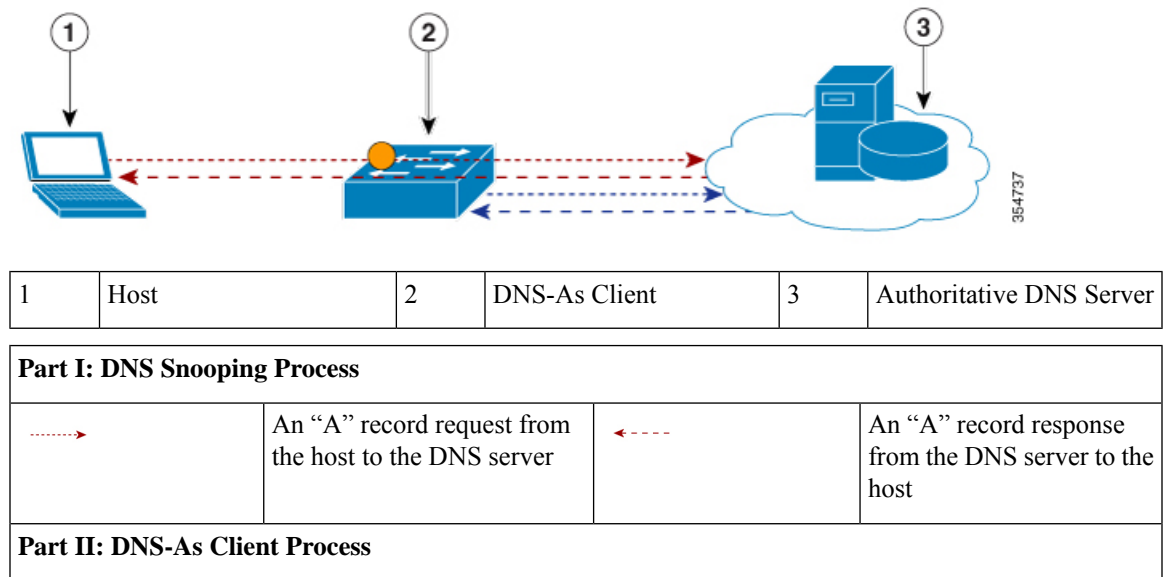 1
2
3
354737
1 Host 2 DNS-As Client 3 Authoritative DNS Server
Part I: DNS Snooping Process
An “A” record request from
the host to the DNS server
An “A” record response
from the DNS server to the
host
Part II: DNS-As Client Process